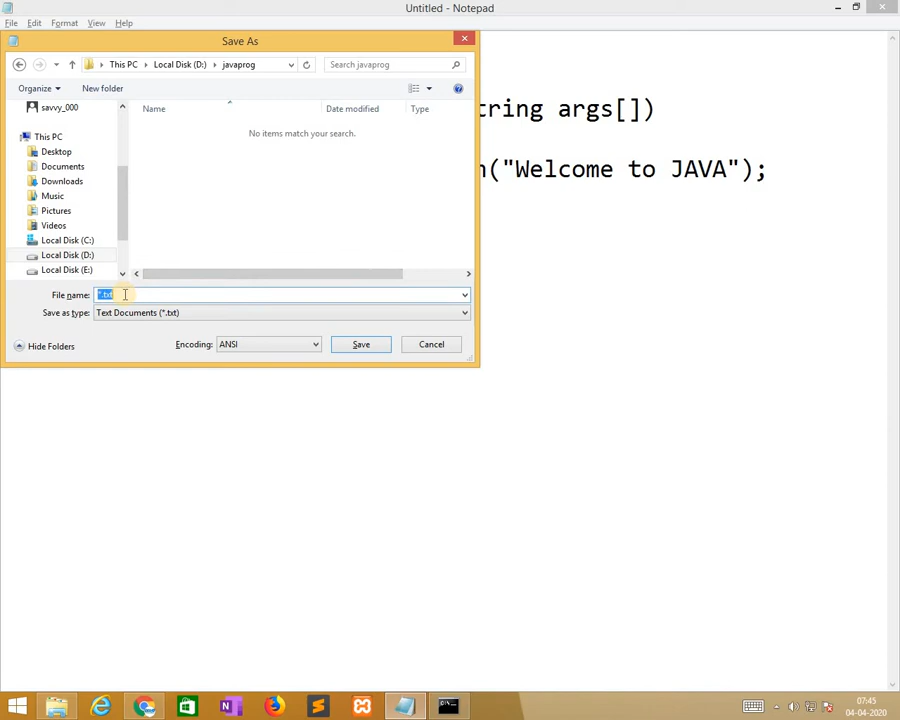 Untitled - Notepad
File Edit Format View Help
Save As
This PC Local Disk (D:) javaprog Search javaprog
Organize New folder
savvy_000
This PC
Desktop
Documents
Downloads
Music
Pictures
Videos
Local Disk (C:)
Local Disk (D:)
Local Disk (E:)
Name Date modified Type
No items match your search.
File name: *.txt
Save as type: Text Documents (*.txt)
Hide Folders Encoding: ANSI Save Cancel
tring args[])
("Welcome to JAVA");
07:45
04-04-2020